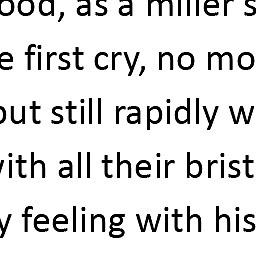 ood, as a miller's
e first cry, no mo
out still rapidly w
with all their brist
y feeling with his